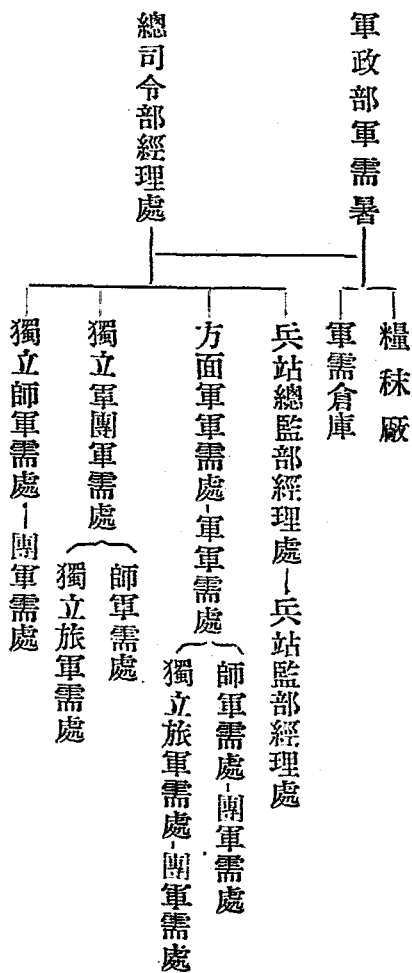 軍政部軍需暑
糧秣廠
軍需倉庫
總司令部經理處
兵站總監部經理處—兵站監部經理處
方面軍軍需處-軍軍需處
師軍需處-團軍需處
獨立旅軍需處-團軍需處
獨立軍團軍需處
師軍需處
獨立旅軍需處
獨立師軍需處—團軍需處